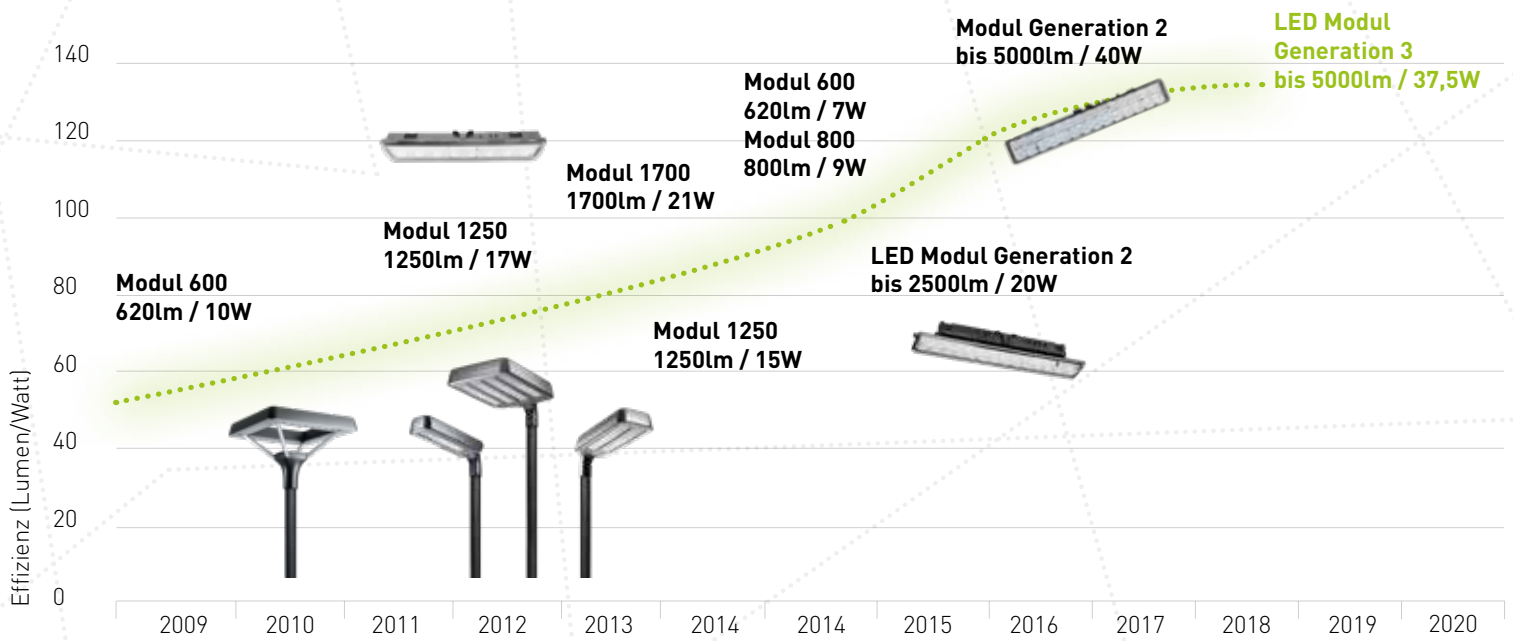 Modul Generation 2
bis 5000lm / 40W
LED Modul
Generation 3
bis 5000lm / 37,5W
Modul 600
620lm / 7W
Modul 800
800lm / 9W
Modul 1700
1700lm / 21W
Modul 1250
1250lm / 17W
LED Modul Generation 2
bis 2500lm / 20W
Modul 600
620lm / 10W
Modul 1250
1250lm / 15W
Effizienz (Lumen/Watt)
140
120
100
80
60
40
20
0
2009 2010 2011 2012 2013 2014 2014 2015 2016 2017 2018 2019 2020